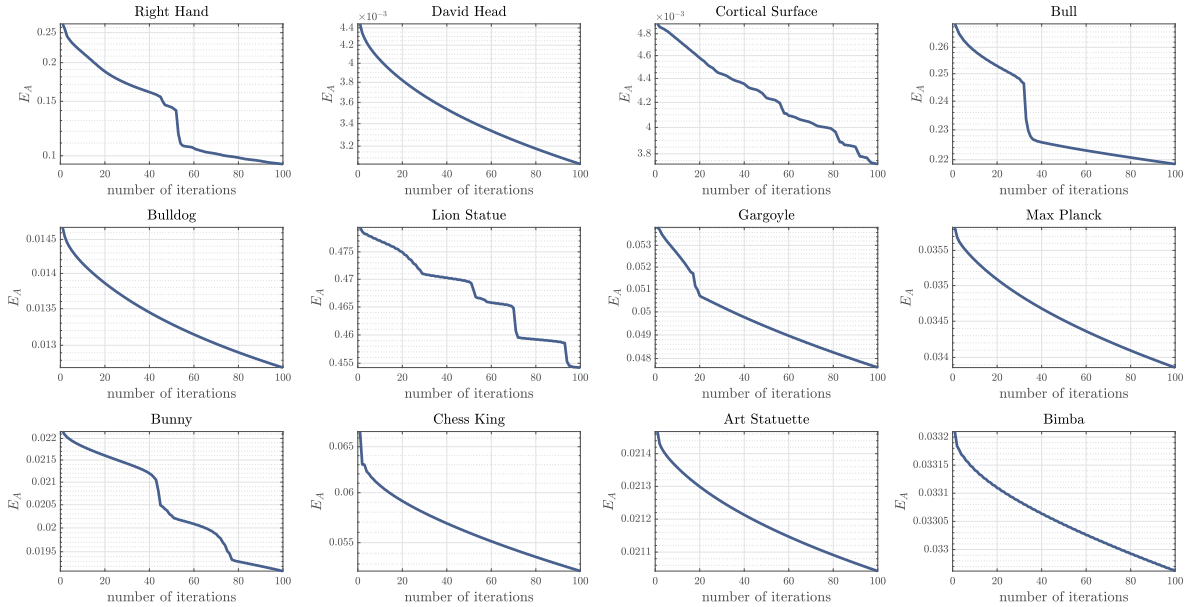 Right Hand
0.25
0.2
0.15
0.1
E_A
0 20 40 60 80 100
number of iterations
David Head
×10⁻³
4.4
4.2
4
3.8
3.6
3.4
3.2
E_A
0 20 40 60 80 100
number of iterations
Cortical Surface
×10⁻³
4.8
4.6
4.4
4.2
4
3.8
E_A
0 20 40 60 80 100
number of iterations
Bull
0.26
0.25
0.24
0.23
0.22
E_A
0 20 40 60 80 100
number of iterations
Bulldog
0.0145
0.014
0.0135
0.013
E_A
0 20 40 60 80 100
number of iterations
Lion Statue
0.475
0.47
0.465
0.46
0.455
E_A
0 20 40 60 80 100
number of iterations
Gargoyle
0.053
0.052
0.051
0.05
0.049
0.048
E_A
0 20 40 60 80 100
number of iterations
Max Planck
0.0355
0.035
0.0345
0.034
E_A
0 20 40 60 80 100
number of iterations
Bunny
0.022
0.0215
0.021
0.0205
0.02
0.0195
E_A
0 20 40 60 80 100
number of iterations
Chess King
0.065
0.06
0.055
E_A
0 20 40 60 80 100
number of iterations
Art Statuette
0.0214
0.0213
0.0212
0.0211
E_A
0 20 40 60 80 100
number of iterations
Bimba
0.0332
0.03315
0.0331
0.03305
0.033
E_A
0 20 40 60 80 100
number of iterations